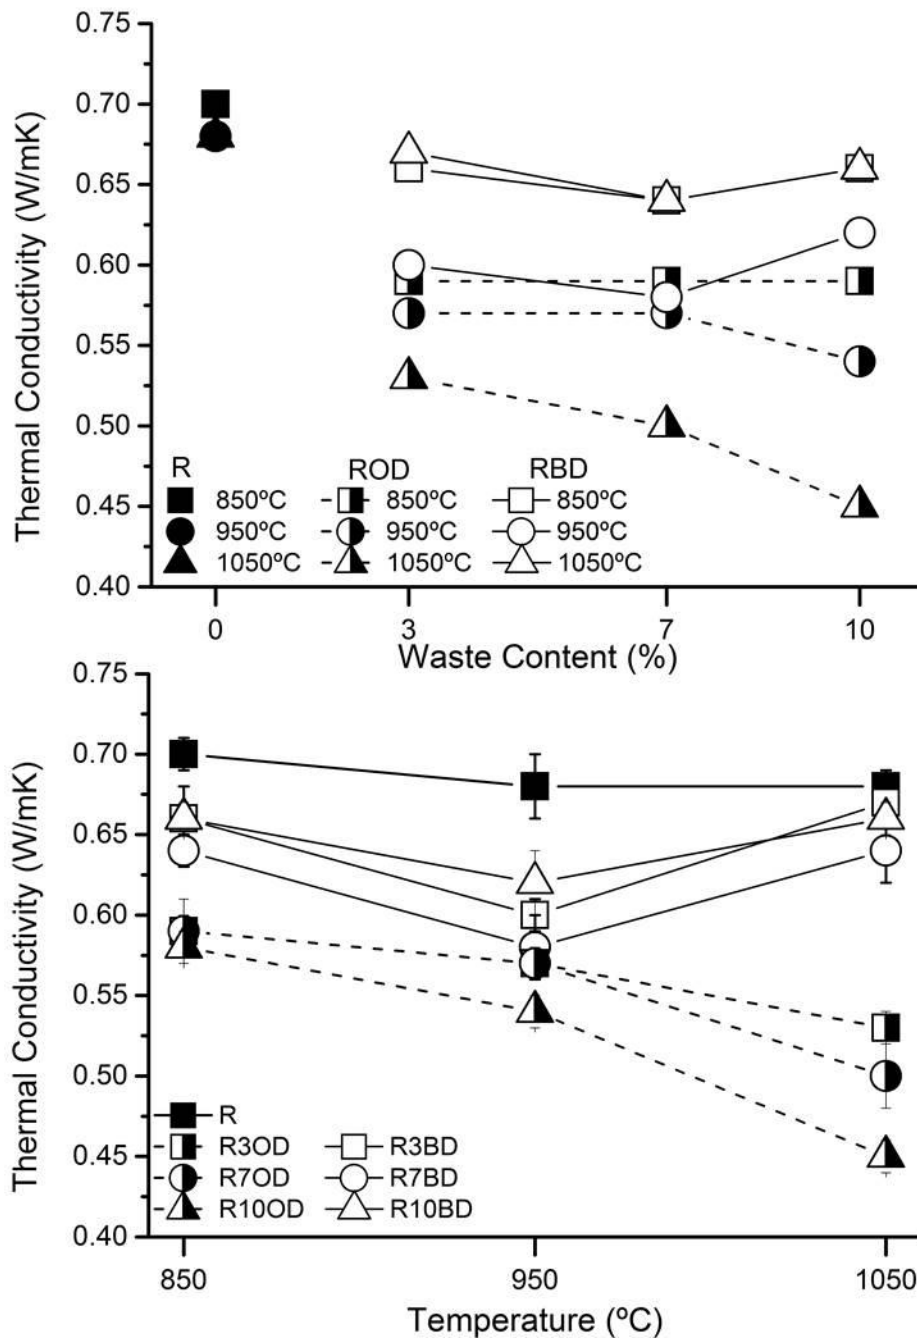 0.75
0.70
0.65
0.60
0.55
0.50
0.45
0.40
Thermal Conductivity (W/mK)
R ROD RBD
850ºC 850ºC 850ºC
950ºC 950ºC 950ºC
1050ºC 1050ºC 1050ºC
0 3 7 10
Waste Content (%)
0.75
0.70
0.65
0.60
0.55
0.50
0.45
0.40
Thermal Conductivity (W/mK)
R
R3OD R3BD
R7OD R7BD
R10OD R10BD
850 950 1050
Temperature (ºC)